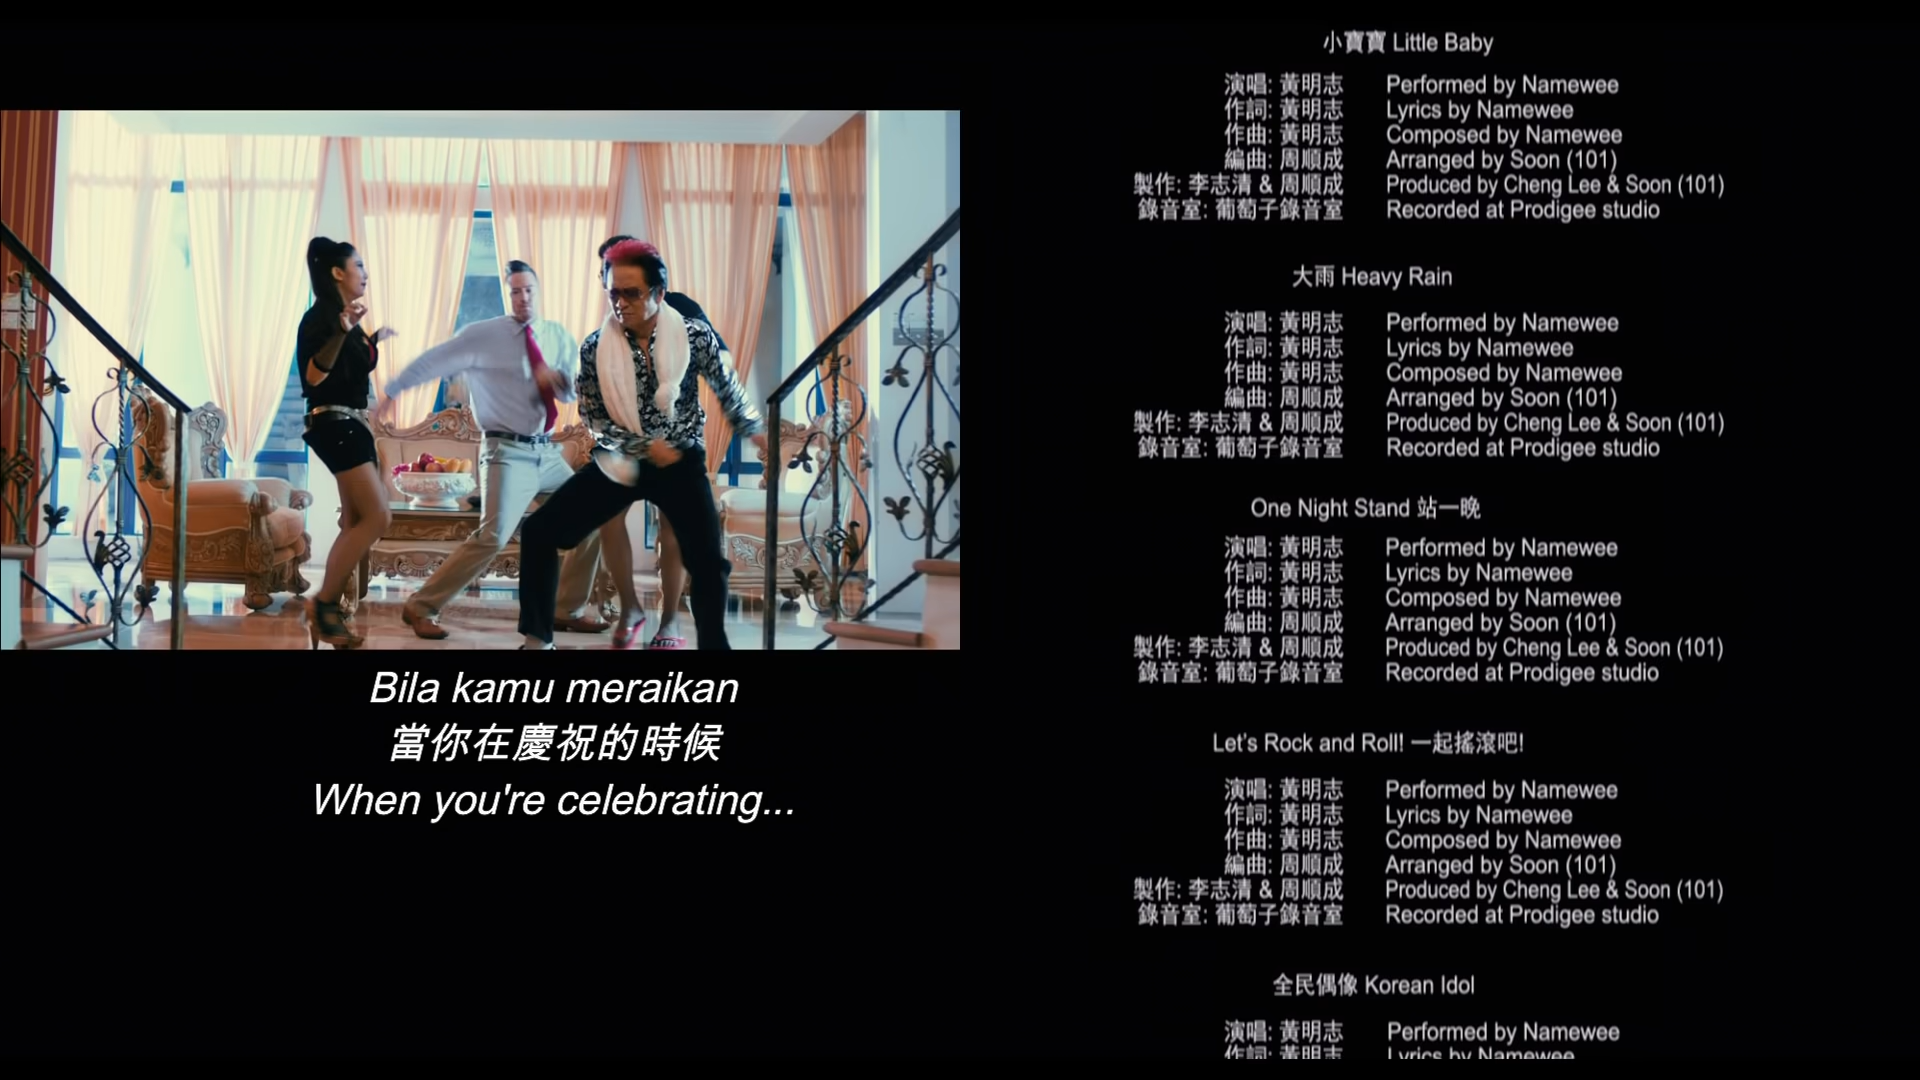 Bila kamu meraikan
當你在慶祝的時候
When you're celebrating...
小寶寶 Little Baby
演唱: 黃明志 Performed by Namewee
作詞: 黃明志 Lyrics by Namewee
作曲: 黃明志 Composed by Namewee
編曲: 周順成 Arranged by Soon (101)
製作: 李志清 & 周順成 Produced by Cheng Lee & Soon (101)
錄音室: 葡萄子錄音室 Recorded at Prodigee studio
大雨 Heavy Rain
演唱: 黃明志 Performed by Namewee
作詞: 黃明志 Lyrics by Namewee
作曲: 黃明志 Composed by Namewee
編曲: 周順成 Arranged by Soon (101)
製作: 李志清 & 周順成 Produced by Cheng Lee & Soon (101)
錄音室: 葡萄子錄音室 Recorded at Prodigee studio
One Night Stand 站一晚
演唱: 黃明志 Performed by Namewee
作詞: 黃明志 Lyrics by Namewee
作曲: 黃明志 Composed by Namewee
編曲: 周順成 Arranged by Soon (101)
製作: 李志清 & 周順成 Produced by Cheng Lee & Soon (101)
錄音室: 葡萄子錄音室 Recorded at Prodigee studio
Let's Rock and Roll! 一起搖滾吧!
演唱: 黃明志 Performed by Namewee
作詞: 黃明志 Lyrics by Namewee
作曲: 黃明志 Composed by Namewee
編曲: 周順成 Arranged by Soon (101)
製作: 李志清 & 周順成 Produced by Cheng Lee & Soon (101)
錄音室: 葡萄子錄音室 Recorded at Prodigee studio
全民偶像 Korean Idol
演唱: 黃明志 Performed by Namewee
作詞: 黃明志 Lyrics by Namewee